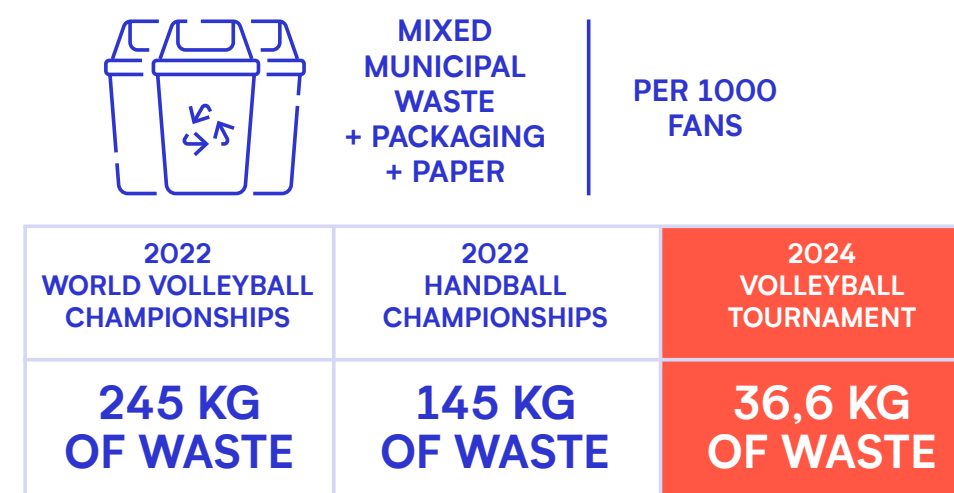 MIXED
MUNICIPAL
WASTE
+ PACKAGING
+ PAPER
PER 1000
FANS
2022
WORLD VOLLEYBALL
CHAMPIONSHIPS
2022
HANDBALL
CHAMPIONSHIPS
2024
VOLLEYBALL
TOURNAMENT
245 KG
OF WASTE
145 KG
OF WASTE
36,6 KG
OF WASTE